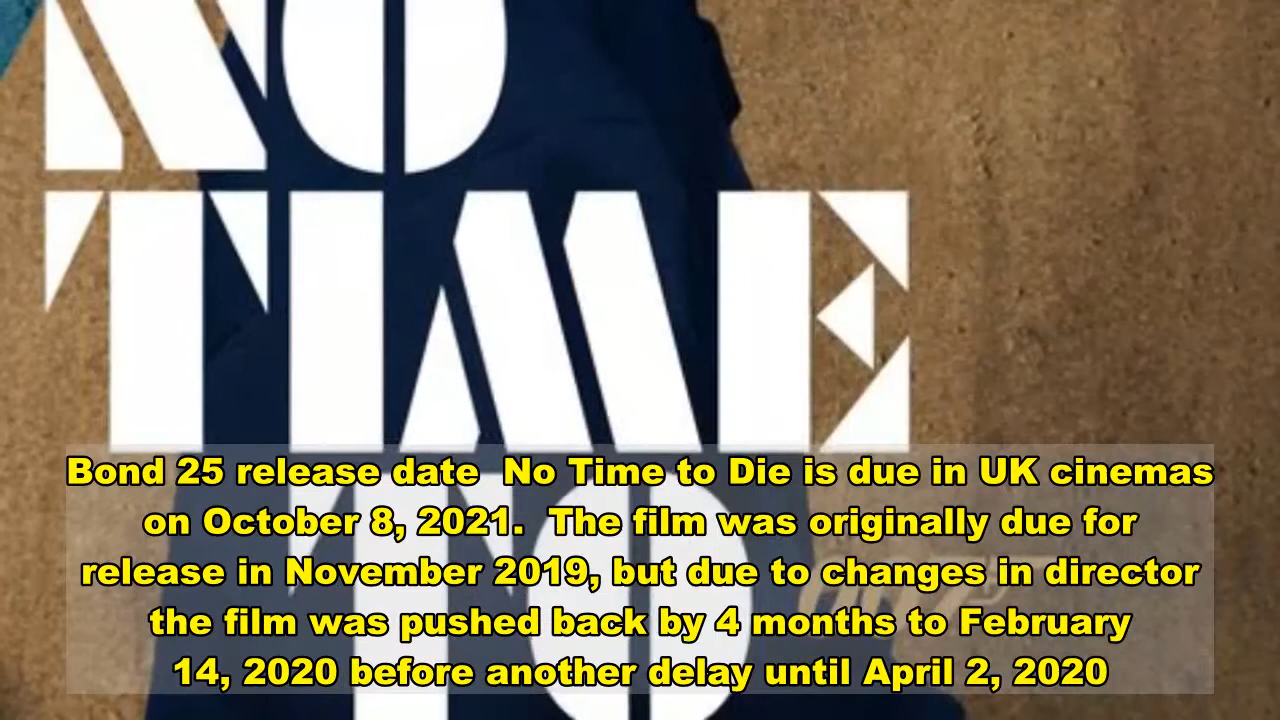 NO
TIME
TO
Bond 25 release date  No Time to Die is due in UK cinemas
on October 8, 2021.  The film was originally due for
release in November 2019, but due to changes in director
the film was pushed back by 4 months to February
14, 2020 before another delay until April 2, 2020